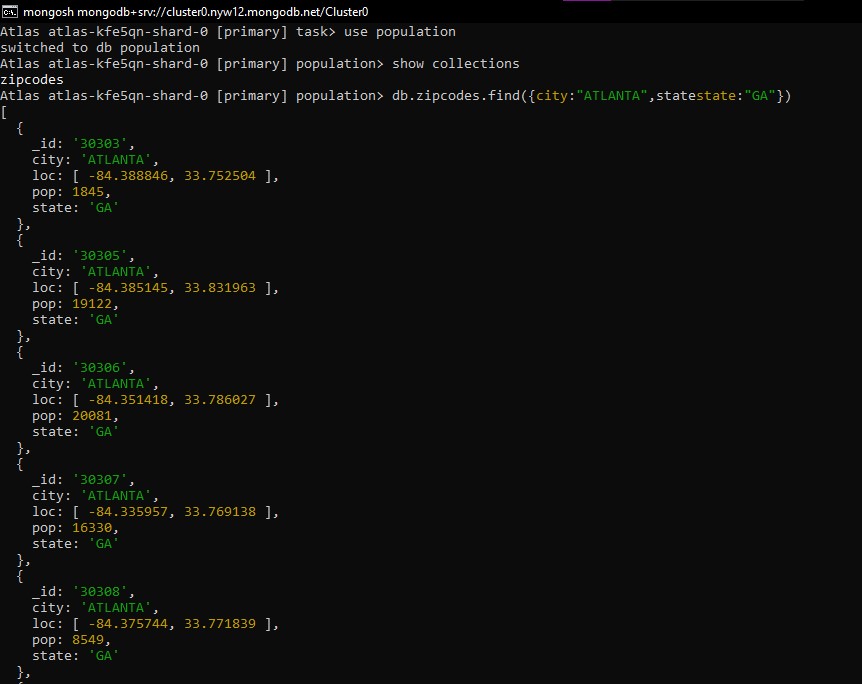 mongosh mongodb+srv://cluster0.nyw12.mongodb.net/Cluster0
Atlas atlas-kfe5qn-shard-0 [primary] task> use population
switched to db population
Atlas atlas-kfe5qn-shard-0 [primary] population> show collections
zipcodes
Atlas atlas-kfe5qn-shard-0 [primary] population> db.zipcodes.find({city:"ATLANTA",statestate:"GA"})
[
  {
    _id: '30303',
    city: 'ATLANTA',
    loc: [ -84.388846, 33.752504 ],
    pop: 1845,
    state: 'GA'
  },
  {
    _id: '30305',
    city: 'ATLANTA',
    loc: [ -84.385145, 33.831963 ],
    pop: 19122,
    state: 'GA'
  },
  {
    _id: '30306',
    city: 'ATLANTA',
    loc: [ -84.351418, 33.786027 ],
    pop: 20081,
    state: 'GA'
  },
  {
    _id: '30307',
    city: 'ATLANTA',
    loc: [ -84.335957, 33.769138 ],
    pop: 16330,
    state: 'GA'
  },
  {
    _id: '30308',
    city: 'ATLANTA',
    loc: [ -84.375744, 33.771839 ],
    pop: 8549,
    state: 'GA'
  },